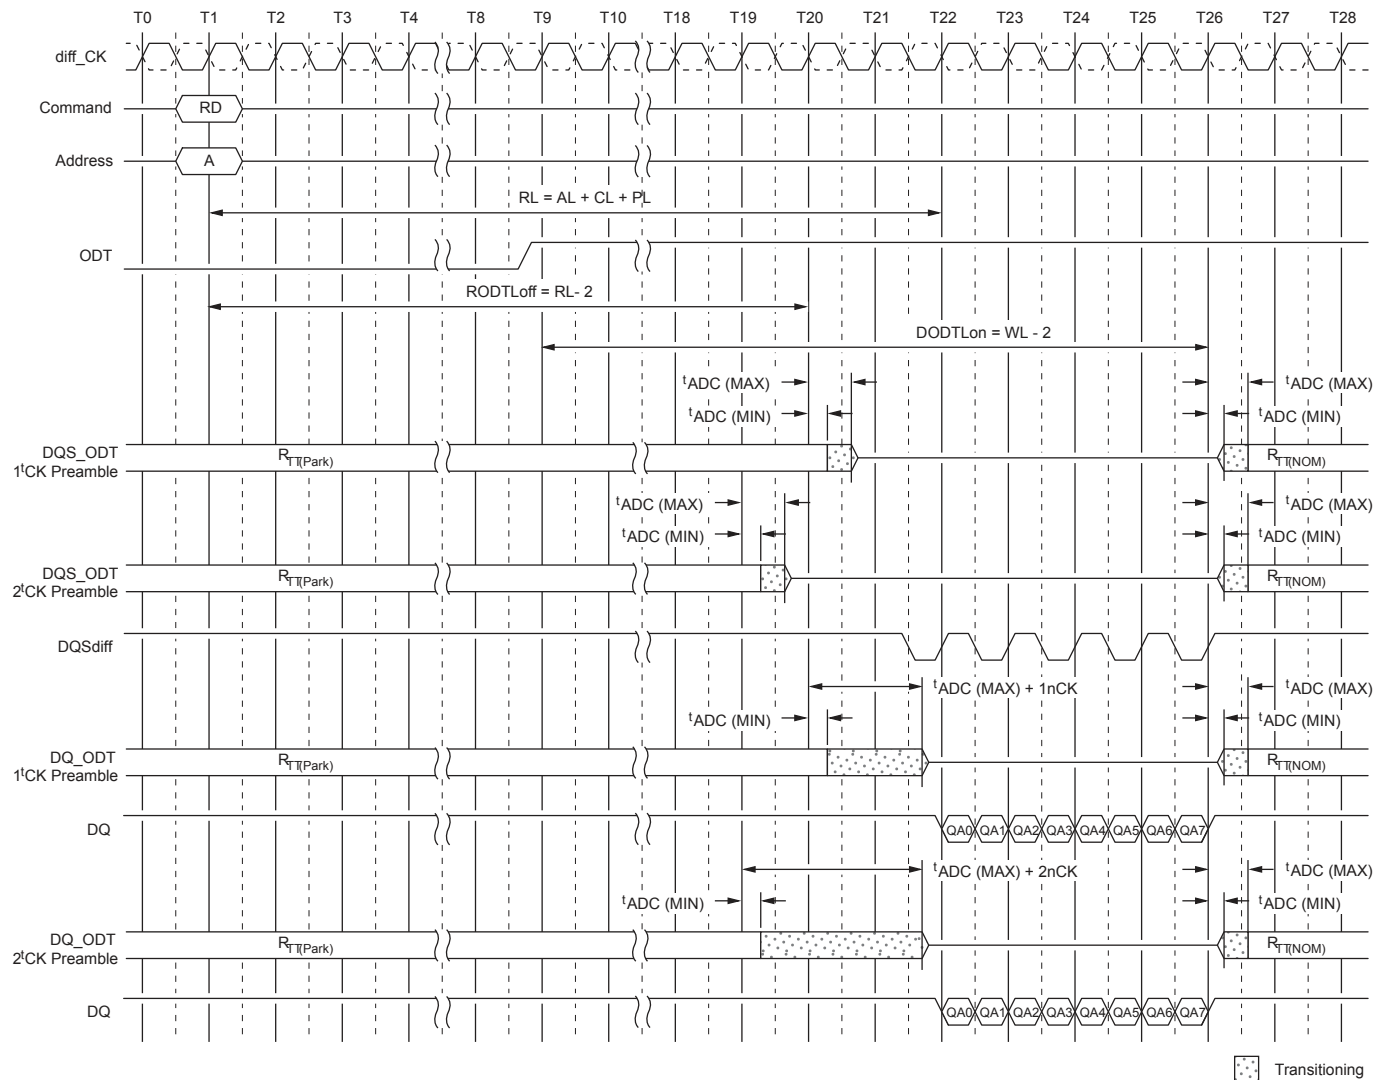 T0 T1 T2 T3 T4 T8 T9 T10 T18 T19 T20 T21 T22 T23 T24 T25 T26 T27 T28
diff_CK
Command RD
Address A
RL = AL + CL + PL
ODT
RODTLoff = RL- 2
DODTLon = WL - 2
tADC (MAX) tADC (MAX)
tADC (MIN) tADC (MIN)
DQS_ODT
1tCK Preamble
RTT(Park) RTT(NOM)
tADC (MAX) tADC (MAX)
tADC (MIN) tADC (MIN)
DQS_ODT
2tCK Preamble
RTT(Park) RTT(NOM)
DQSdiff
tADC (MAX) + 1nCK tADC (MAX)
tADC (MIN) tADC (MIN)
DQ_ODT
1tCK Preamble
RTT(Park) RTT(NOM)
DQ QA0 QA1 QA2 QA3 QA4 QA5 QA6 QA7
tADC (MAX) + 2nCK tADC (MAX)
tADC (MIN) tADC (MIN)
DQ_ODT
2tCK Preamble
RTT(Park) RTT(NOM)
DQ QA0 QA1 QA2 QA3 QA4 QA5 QA6 QA7
Transitioning